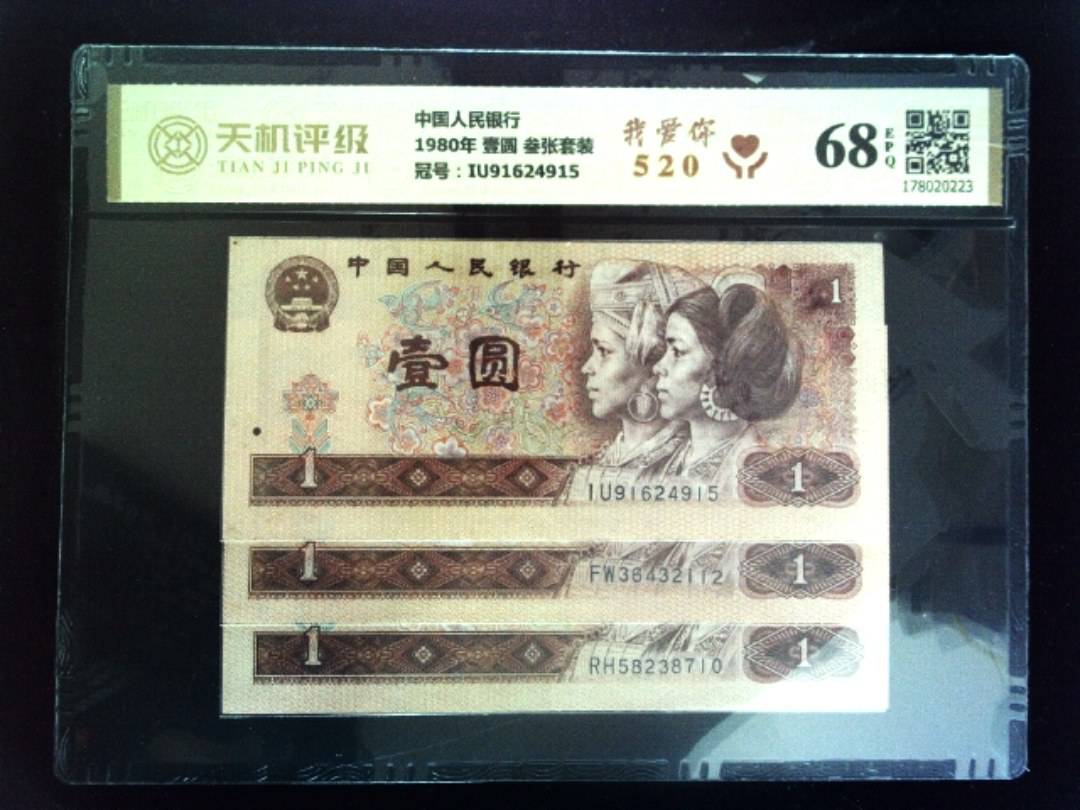 天机评级
TIAN JI PING JI
中国人民银行
1980年 壹圆 叁张套装
冠号：IU91624915
我爱你
520
68
EPQ
178020223
中国人民银行
1
壹圆
1
IU91624915
1
1
FW36432112
1
1
RH58238710
1